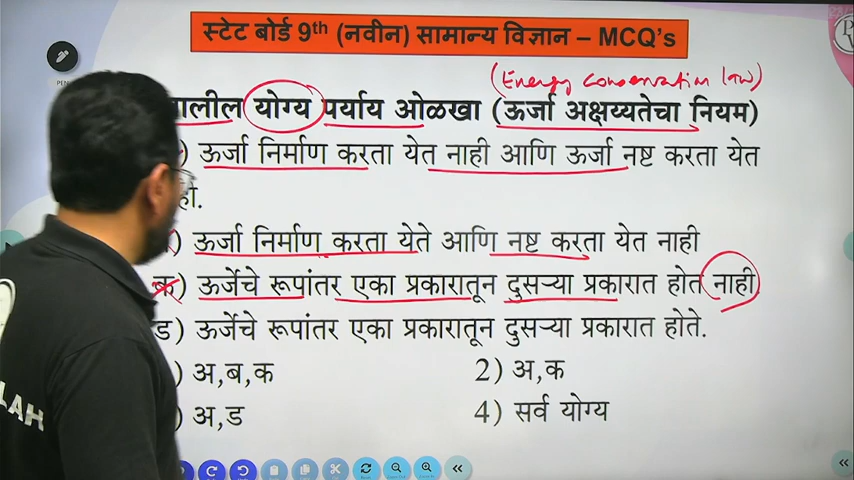 स्टेट बोर्ड 9th (नवीन) सामान्य विज्ञान – MCQ's
(Energy conservation law)
योग्य पर्याय ओळखा (ऊर्जा अक्षय्यतेचा नियम)
) ऊर्जा निर्माण करता येत नाही आणि ऊर्जा नष्ट करता येत
) ऊर्जा निर्माण करता येते आणि नष्ट करता येत नाही
क) ऊर्जेचे रूपांतर एका प्रकारातून दुसऱ्या प्रकारात होत नाही
ड) ऊर्जेचे रूपांतर एका प्रकारातून दुसऱ्या प्रकारात होते.
) अ,ब,क 2) अ,क
) अ,ड 4) सर्व योग्य
LAH